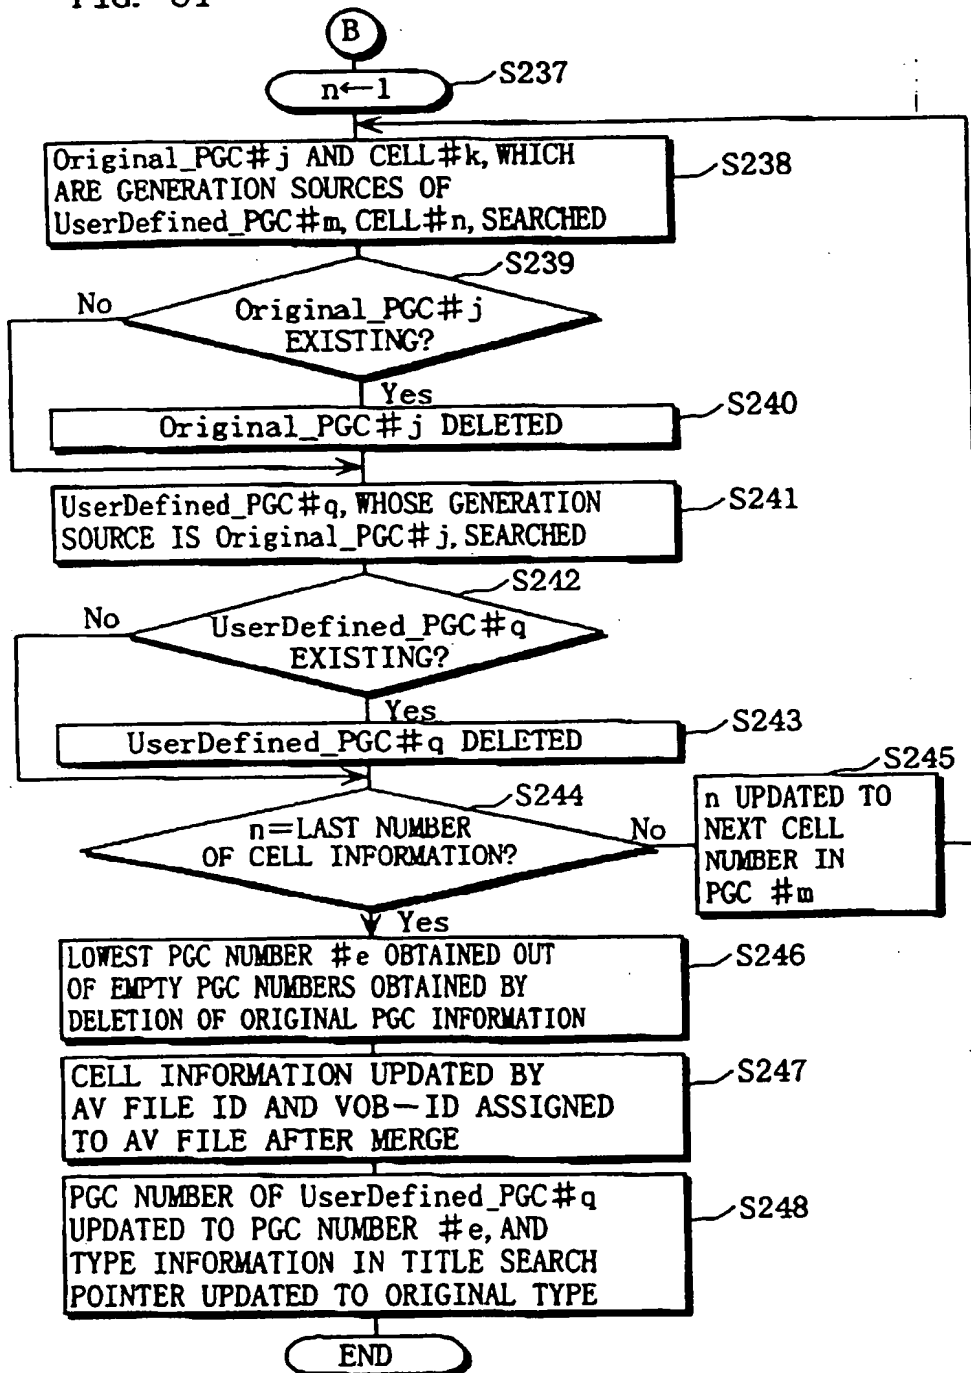 FIG. 61
B
n←1
S237
Original_PGC#j AND CELL#k, WHICH
ARE GENERATION SOURCES OF
UserDefined_PGC#m, CELL#n, SEARCHED
S238
S239
No
Original_PGC#j
EXISTING?
Yes
Original_PGC#j DELETED
S240
UserDefined_PGC#q, WHOSE GENERATION
SOURCE IS Original_PGC#j, SEARCHED
S241
S242
No
UserDefined_PGC#q
EXISTING?
Yes
UserDefined_PGC#q DELETED
S243
S244
n=LAST NUMBER
OF CELL INFORMATION?
No
S245
n UPDATED TO
NEXT CELL
NUMBER IN
PGC #m
Yes
LOWEST PGC NUMBER #e OBTAINED OUT
OF EMPTY PGC NUMBERS OBTAINED BY
DELETION OF ORIGINAL PGC INFORMATION
S246
CELL INFORMATION UPDATED BY
AV FILE ID AND VOB-ID ASSIGNED
TO AV FILE AFTER MERGE
S247
PGC NUMBER OF UserDefined_PGC#q
UPDATED TO PGC NUMBER #e, AND
TYPE INFORMATION IN TITLE SEARCH
POINTER UPDATED TO ORIGINAL TYPE
S248
END